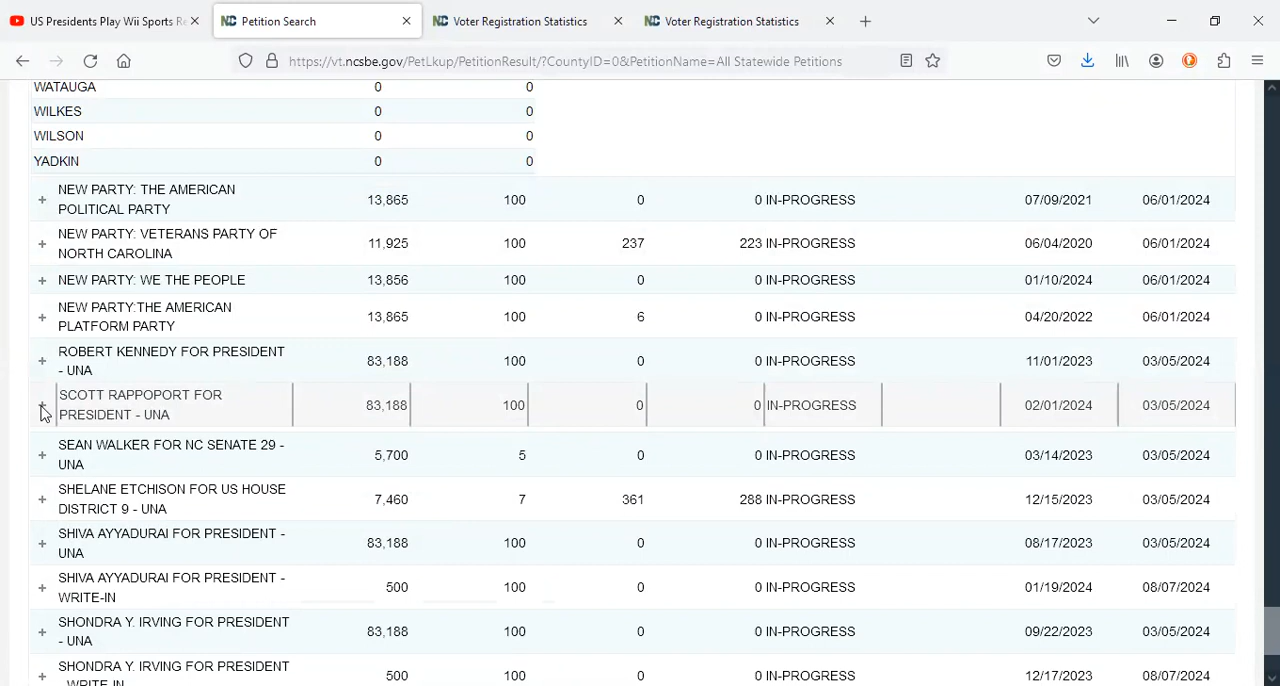 US Presidents Play Wii Sports Re
Petition Search
Voter Registration Statistics
Voter Registration Statistics
https://vt.ncsbe.gov/PetLkup/PetitionResult/?CountyID=0&PetitionName=All Statewide Petitions
WATAUGA 0 0
WILKES 0 0
WILSON 0 0
YADKIN 0 0
NEW PARTY: THE AMERICAN
POLITICAL PARTY 13,865 100 0 0 IN-PROGRESS 07/09/2021 06/01/2024
NEW PARTY: VETERANS PARTY OF
NORTH CAROLINA 11,925 100 237 223 IN-PROGRESS 06/04/2020 06/01/2024
NEW PARTY: WE THE PEOPLE 13,856 100 0 0 IN-PROGRESS 01/10/2024 06/01/2024
NEW PARTY:THE AMERICAN
PLATFORM PARTY 13,865 100 6 0 IN-PROGRESS 04/20/2022 06/01/2024
ROBERT KENNEDY FOR PRESIDENT
- UNA 83,188 100 0 0 IN-PROGRESS 11/01/2023 03/05/2024
SCOTT RAPPOPORT FOR
PRESIDENT - UNA 83,188 100 0 0 IN-PROGRESS 02/01/2024 03/05/2024
SEAN WALKER FOR NC SENATE 29 -
UNA 5,700 5 0 0 IN-PROGRESS 03/14/2023 03/05/2024
SHELANE ETCHISON FOR US HOUSE
DISTRICT 9 - UNA 7,460 7 361 288 IN-PROGRESS 12/15/2023 03/05/2024
SHIVA AYYADURAI FOR PRESIDENT -
UNA 83,188 100 0 0 IN-PROGRESS 08/17/2023 03/05/2024
SHIVA AYYADURAI FOR PRESIDENT -
WRITE-IN 500 100 0 0 IN-PROGRESS 01/19/2024 08/07/2024
SHONDRA Y. IRVING FOR PRESIDENT
- UNA 83,188 100 0 0 IN-PROGRESS 09/22/2023 03/05/2024
SHONDRA Y. IRVING FOR PRESIDENT
- WRITE-IN 500 100 0 0 IN-PROGRESS 12/17/2023 08/07/2024